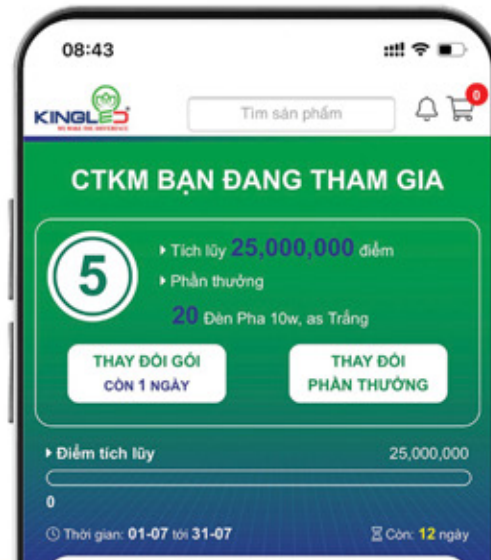 08:43
KINGLED
WE MAKE THE DIFFERENCE
Tìm sản phẩm
0
CTKM BẠN ĐANG THAM GIA
5
Tích lũy 25,000,000 điểm
Phần thưởng
20 Đèn Pha 10w, as Trắng
THAY ĐỔI GÓI
CÒN 1 NGÀY
THAY ĐỔI
PHẦN THƯỞNG
Điểm tích lũy
25,000,000
0
Thời gian: 01-07 tới 31-07
Còn: 12 ngày